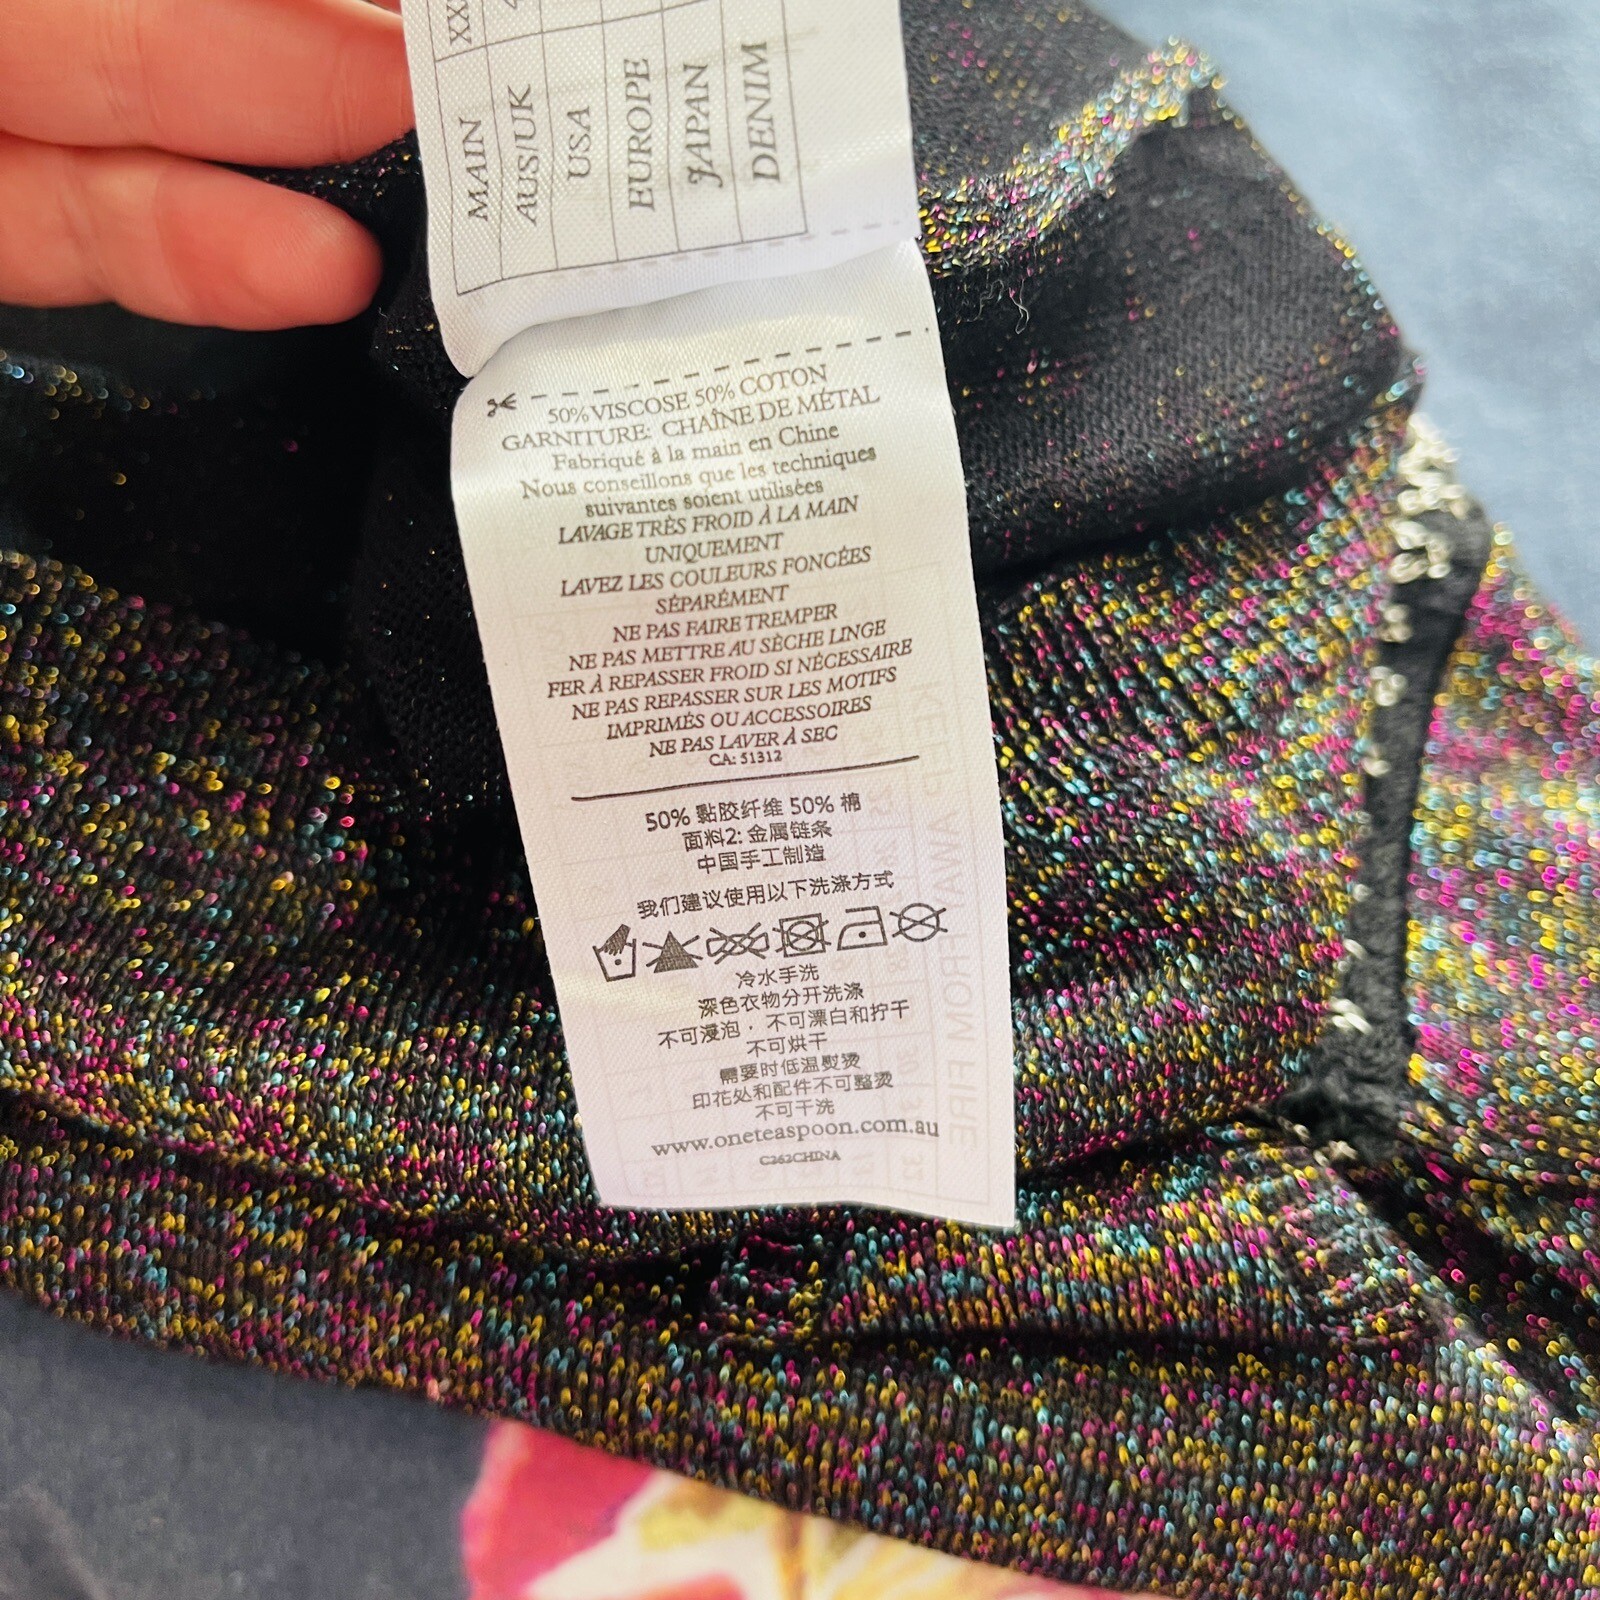 XXX
MAIN
AUS/UK
USA
EUROPE
JAPAN
DENIM
50% VISCOSE 50% COTON
GARNITURE: CHAÎNE DE MÉTAL
Fabriqué à la main en Chine
Nous conseillons que les techniques
suivantes soient utilisées
LAVAGE TRÈS FROID À LA MAIN
UNIQUEMENT
LAVEZ LES COULEURS FONCÉES
SÉPARÉMENT
NE PAS FAIRE TREMPER
NE PAS METTRE AU SÈCHE LINGE
FER À REPASSER FROID SI NÉCESSAIRE
NE PAS REPASSER SUR LES MOTIFS
IMPRIMÉS OU ACCESSOIRES
NE PAS LAVER À SEC
CA: 51312
50% 黏胶纤维 50% 棉
面料2: 金属链条
中国手工制造
我们建议使用以下洗涤方式
冷水手洗
深色衣物分开洗涤
不可浸泡 · 不可漂白和拧干
不可烘干
需要时低温熨烫
印花处和配件不可整烫
不可干洗
www.oneteaspoon.com.au
C262CHINA
KEEP AWAY FROM FIRE